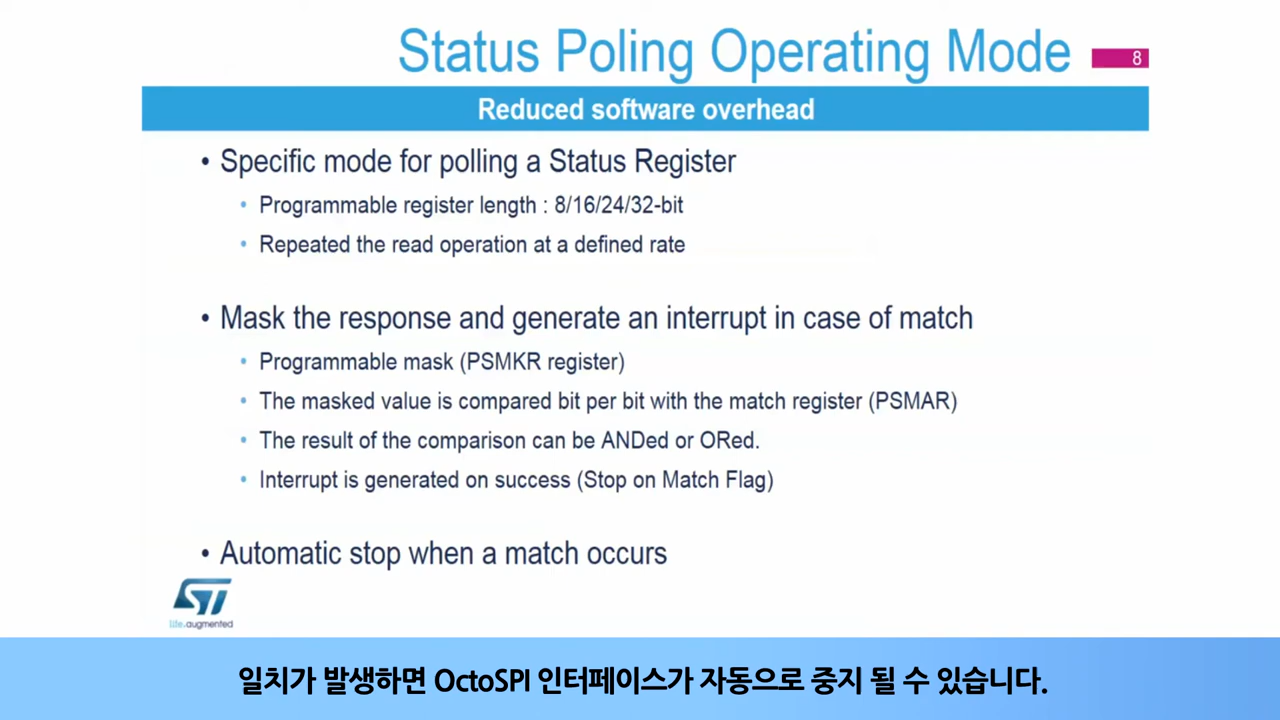 Status Poling Operating Mode
8
Reduced software overhead
• Specific mode for polling a Status Register
• Programmable register length : 8/16/24/32-bit
• Repeated the read operation at a defined rate
• Mask the response and generate an interrupt in case of match
• Programmable mask (PSMKR register)
• The masked value is compared bit per bit with the match register (PSMAR)
• The result of the comparison can be ANDed or ORed.
• Interrupt is generated on success (Stop on Match Flag)
• Automatic stop when a match occurs
ST
life.augmented
일치가 발생하면 OctoSPI 인터페이스가 자동으로 중지 될 수 있습니다.